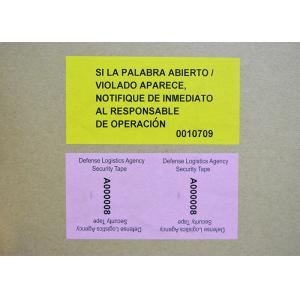 SI LA PALABRA ABIERTO /
VIOLADO APARECE,
NOTIFIQUE DE INMEDIATO
AL RESPONSABLE
DE OPERACIÓN
0010709
Defense Logistics Agency
Security Tape
A000008
Security Tape
Defense Logistics Agency
Defense Logistics Agency
Security Tape
A000008
Security Tape
Defense Logistics Agency